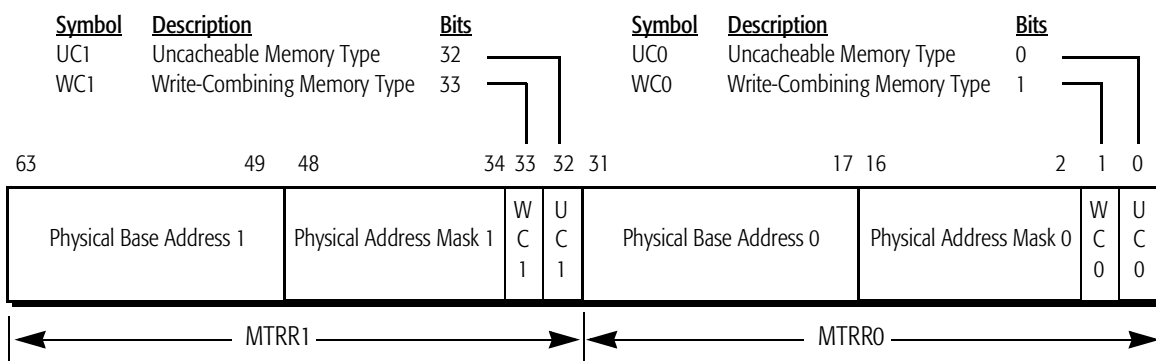 Symbol Description Bits Symbol Description Bits
UC1 Uncacheable Memory Type 32 UC0 Uncacheable Memory Type 0
WC1 Write-Combining Memory Type 33 WC0 Write-Combining Memory Type 1
63 49 48 34 33 32 31 17 16 2 1 0
Physical Base Address 1 Physical Address Mask 1 W C 1 U C 1 Physical Base Address 0 Physical Address Mask 0 W C 0 U C 0
MTRR1 MTRR0